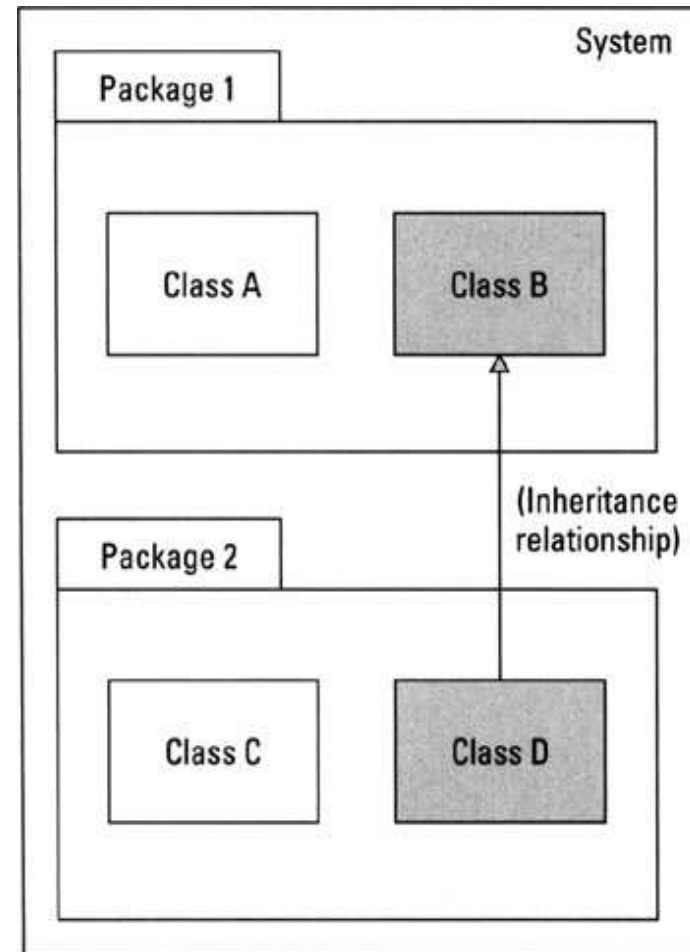 System
Package 1
Class A
Class B
(Inheritance
relationship)
Package 2
Class C
Class D